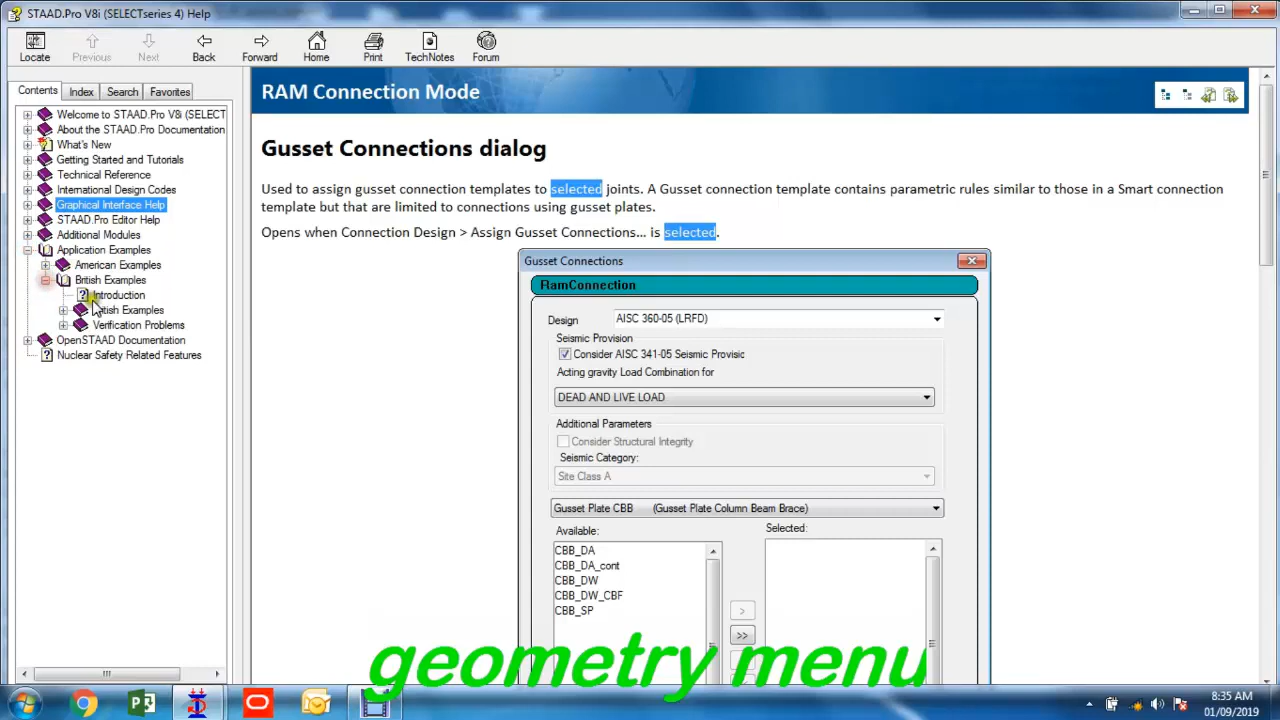 STAAD.Pro V8i (SELECTseries 4) Help
Locate Previous Next Back Forward Home Print TechNotes Forum
Contents Index Search Favorites
Welcome to STAAD.Pro V8i (SELECT
About the STAAD.Pro Documentation
What's New
Getting Started and Tutorials
Technical Reference
International Design Codes
Graphical Interface Help
STAAD.Pro Editor Help
Additional Modules
Application Examples
American Examples
British Examples
Introduction
British Examples
Verification Problems
OpenSTAAD Documentation
Nuclear Safety Related Features
RAM Connection Mode
Gusset Connections dialog
Used to assign gusset connection templates to selected joints. A Gusset connection template contains parametric rules similar to those in a Smart connection
template but that are limited to connections using gusset plates.
Opens when Connection Design > Assign Gusset Connections... is selected.
Gusset Connections
RamConnection
Design AISC 360-05 (LRFD)
Seismic Provision
Consider AISC 341-05 Seismic Provisic
Acting gravity Load Combination for
DEAD AND LIVE LOAD
Additional Parameters
Consider Structural Integrity
Seismic Category:
Site Class A
Gusset Plate CBB (Gusset Plate Column Beam Brace)
Available: Selected:
CBB_DA
CBB_DA_cont
CBB_DW
CBB_DW_CBF
CBB_SP
>
>>
geometry menu
8:35 AM
01/09/2019